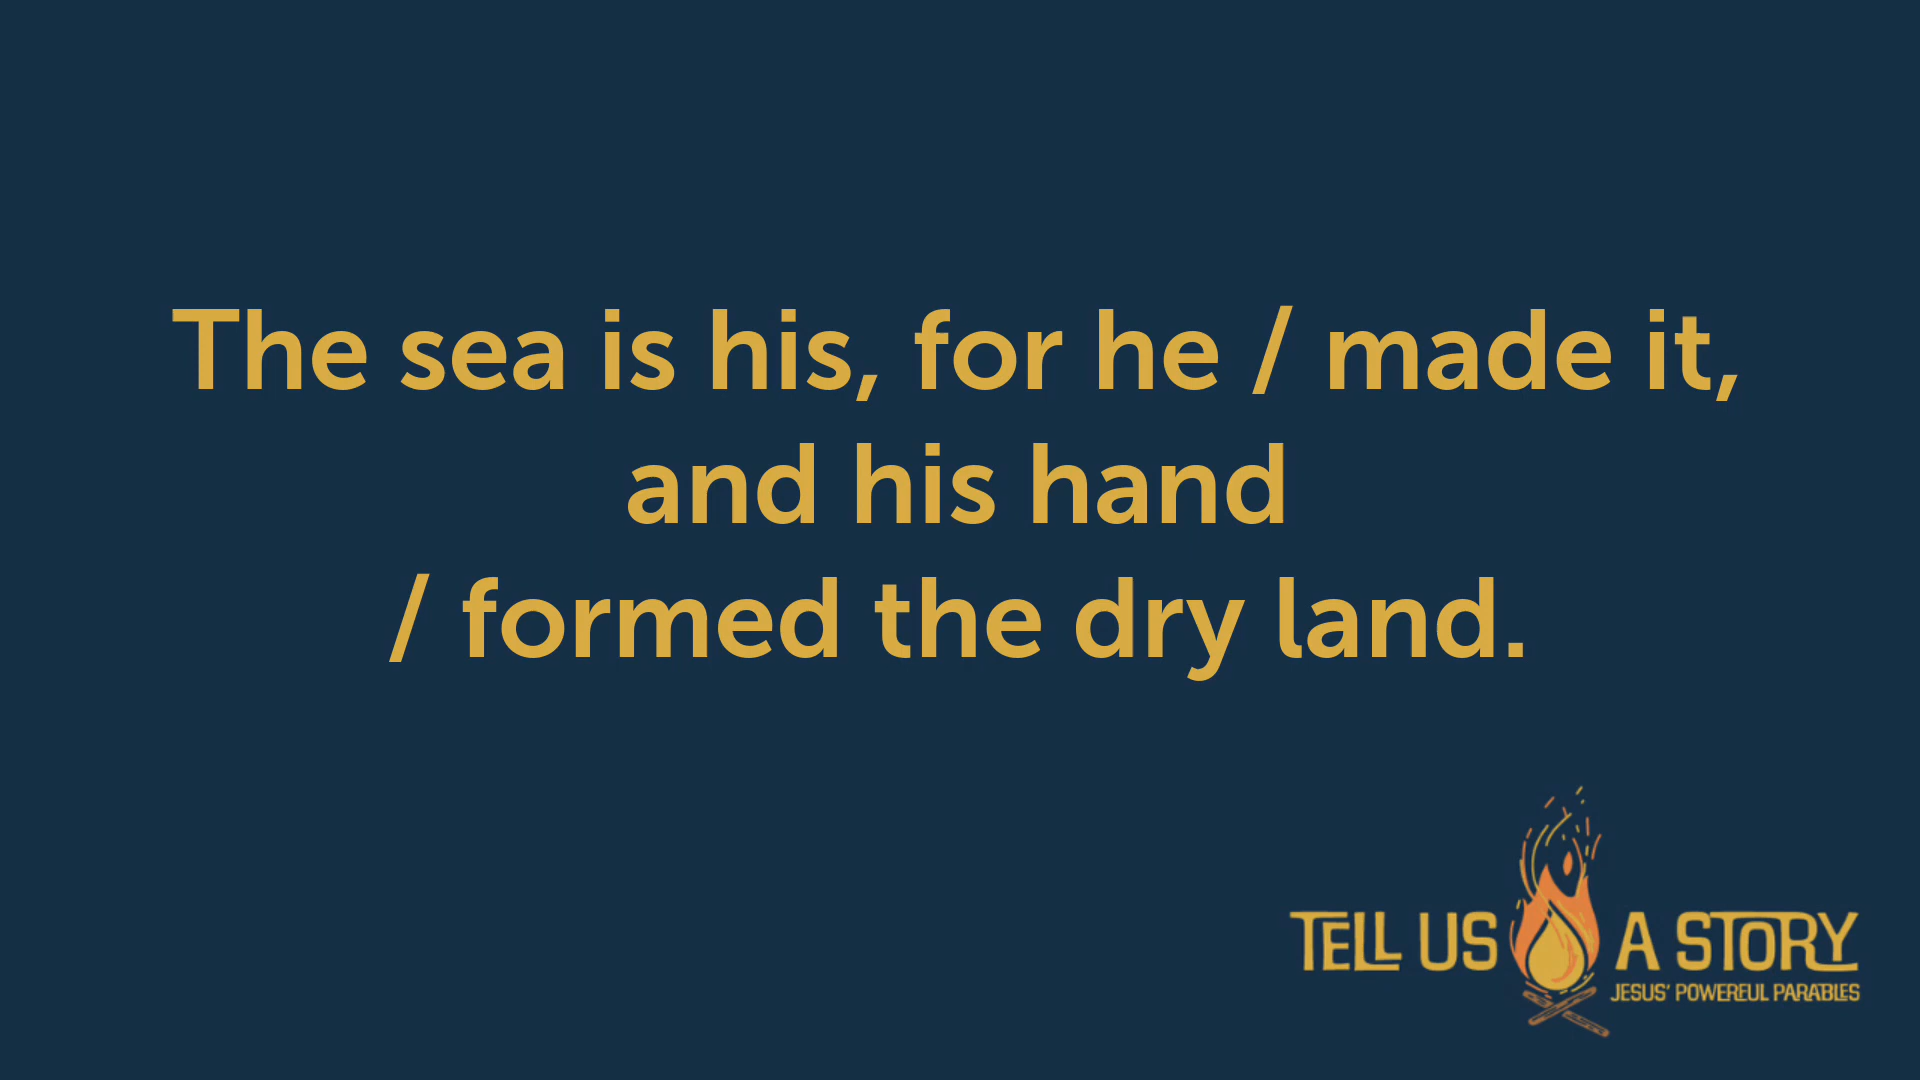 The sea is his, for he / made it,
and his hand
/ formed the dry land.
TELL US A STORY
JESUS' POWERFUL PARABLES